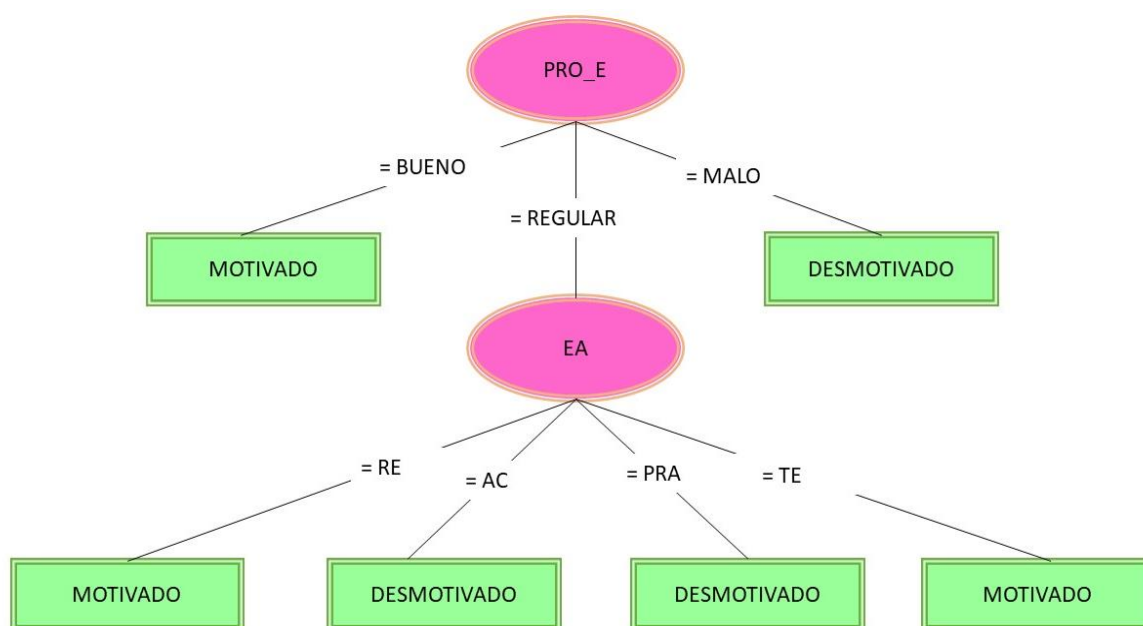 PRO_E
= BUENO
= MALO
= REGULAR
MOTIVADO
DESMOTIVADO
EA
= RE
= AC
= PRA
= TE
MOTIVADO
DESMOTIVADO
DESMOTIVADO
MOTIVADO